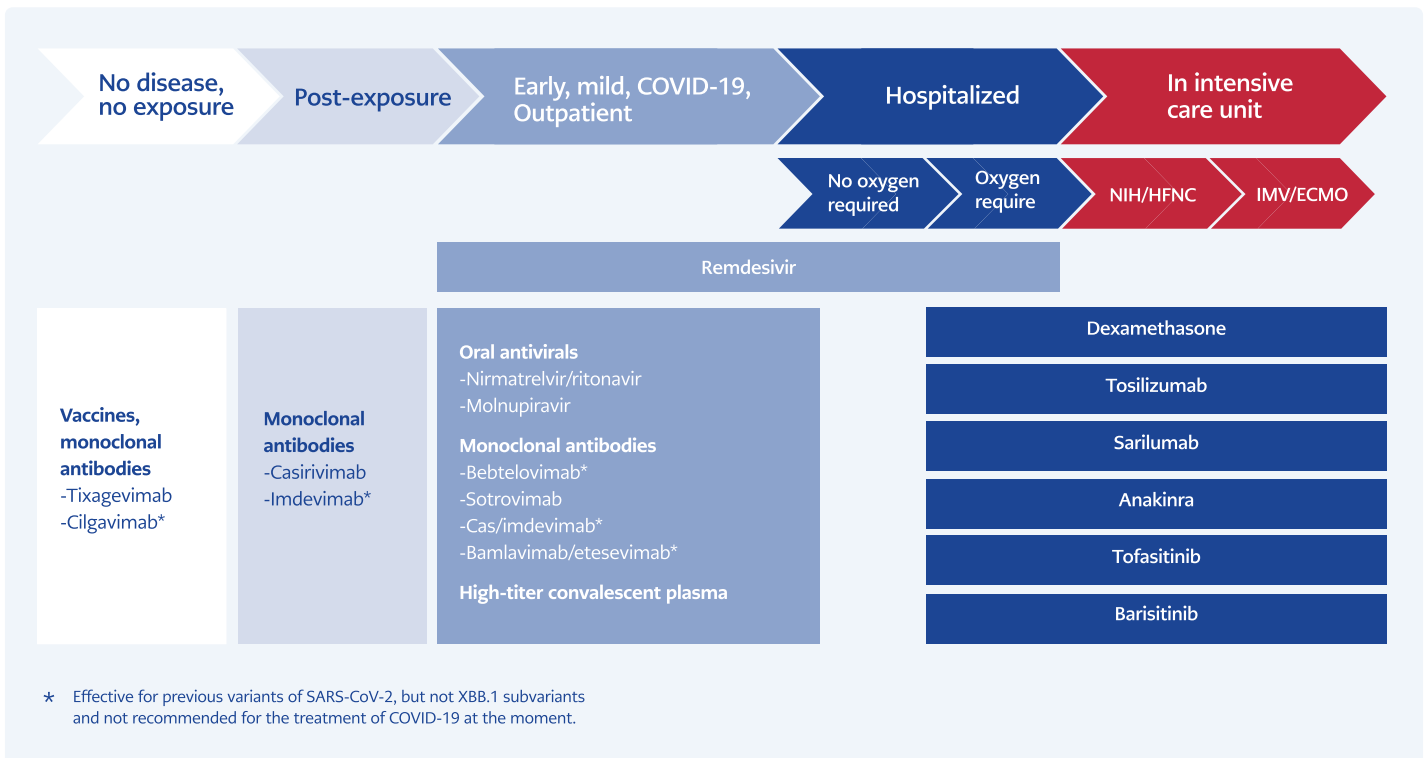 No disease,
no exposure
Post-exposure
Early, mild, COVID-19,
Outpatient
Hospitalized
In intensive
care unit
No oxygen
required
Oxygen
require
NIH/HFNC
IMV/ECMO
Remdesivir
Vaccines,
monoclonal
antibodies
-Tixagevimab
-Cilgavimab*
Monoclonal
antibodies
-Casirivimab
-Imdevimab*
Oral antivirals
-Nirmatrelvir/ritonavir
-Molnupiravir
Monoclonal antibodies
-Bebtelovimab*
-Sotrovimab
-Cas/imdevimab*
-Bamlavimab/etesevimab*
High-titer convalescent plasma
Dexamethasone
Tosilizumab
Sarilumab
Anakinra
Tofasitinib
Barisitinib
* Effective for previous variants of SARS-CoV-2, but not XBB.1 subvariants
and not recommended for the treatment of COVID-19 at the moment.